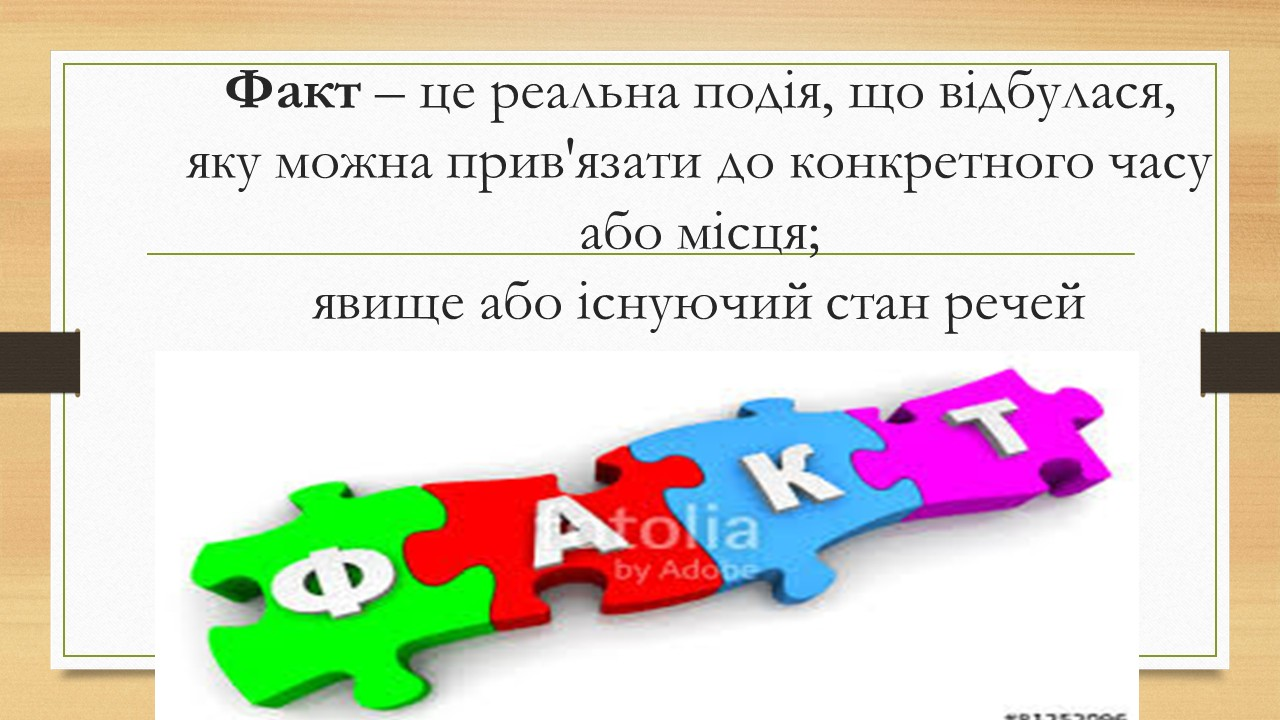 Факт – це реальна подія, що відбулася,
яку можна прив'язати до конкретного часу
або місця;
явище або існуючий стан речей
Ф А К Т
by Adobe